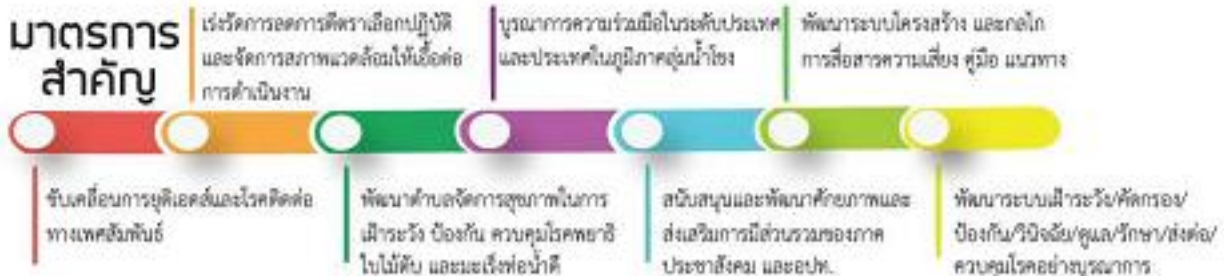 มาตรการ
สำคัญ
เร่งรัดการลดการตีตราเลือกปฏิบัติ
และจัดการสภาพแวดล้อมให้เอื้อต่อ
การดำเนินงาน
บูรณาการความร่วมมือในระดับประเทศ
และประเทศในภูมิภาคลุ่มน้ำโขง
พัฒนาระบบโครงสร้าง และกลไก
การสื่อสารความเสี่ยง คู่มือ แนวทาง
ขับเคลื่อนการยุติเอดส์และโรคติดต่อ
ทางเพศสัมพันธ์
พัฒนาตำบลจัดการสุขภาพในการ
เฝ้าระวัง ป้องกัน ควบคุมโรคพยาธิ
ใบไม้ตับ และมะเร็งท่อน้ำดี
สนับสนุนและพัฒนาศักยภาพและ
ส่งเสริมการมีส่วนรวมของภาค
ประชาสังคม และอปท.
พัฒนาระบบเฝ้าระวัง/คัดกรอง/
ป้องกัน/วินิจฉัย/ดูแล/รักษา/ส่งต่อ/
ควบคุมโรคอย่างบูรณาการ